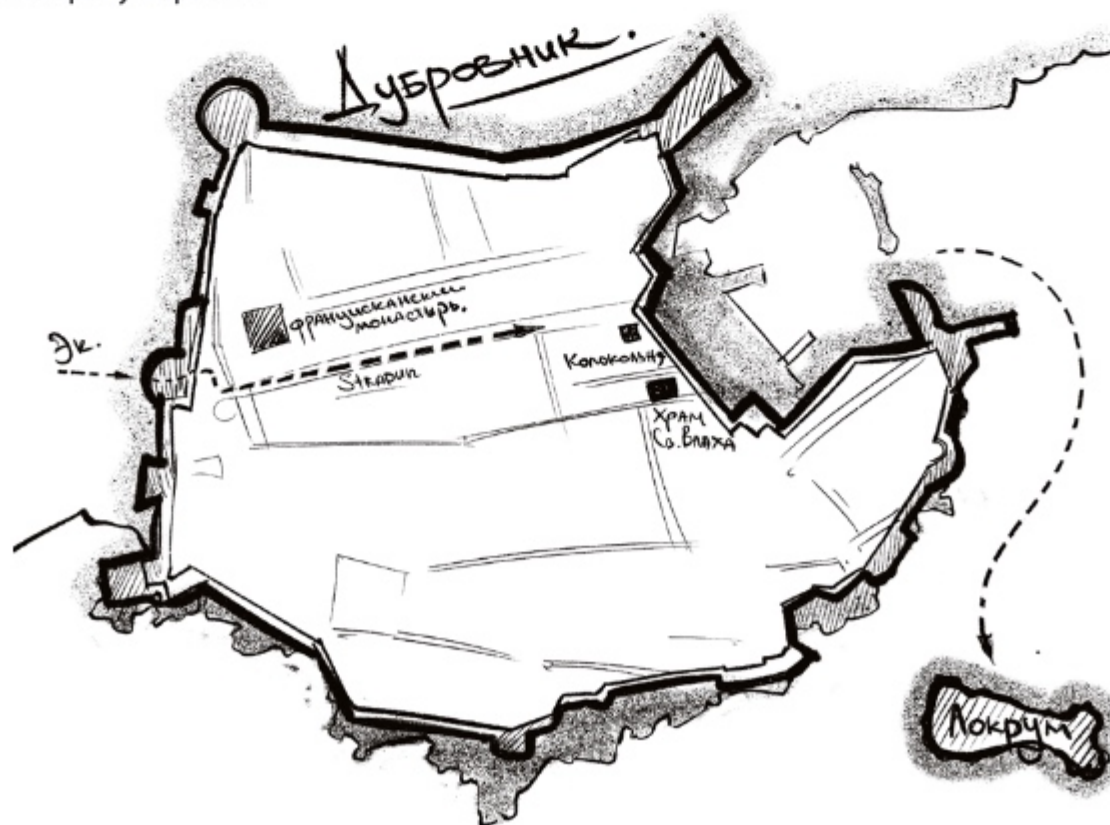 Дубровник.
францисканский
монастырь.
Эк.
Stradun
Колокольня
Храм
Св. Влаха
Локрум